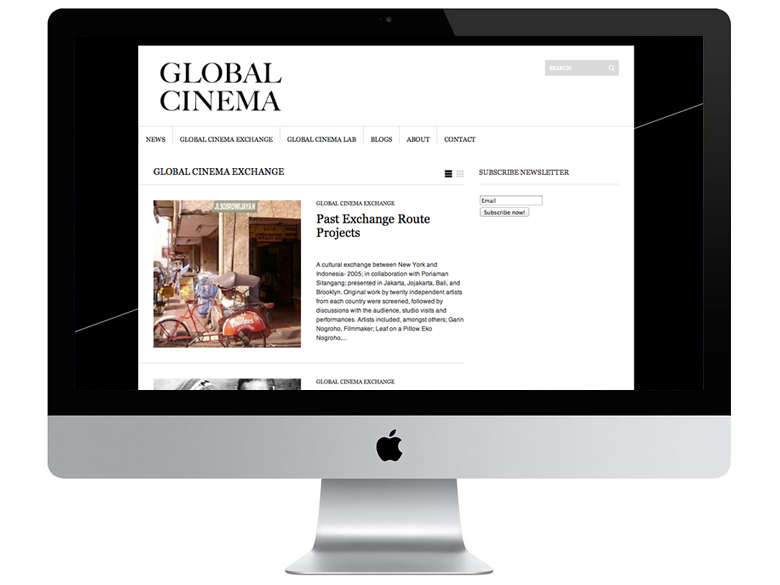 GLOBAL
CINEMA
SEARCH
NEWS
GLOBAL CINEMA EXCHANGE
GLOBAL CINEMA LAB
BLOGS
ABOUT
CONTACT
GLOBAL CINEMA EXCHANGE
SUBSCRIBE NEWSLETTER
Email
Subscribe now!
JL.SOSROWIJAYAN
GLOBAL CINEMA EXCHANGE
Past Exchange Route
Projects
A cultural exchange between New York and
Indonesia- 2005; in collaboration with Poriaman
Sitangang; presented in Jakarta, Jojakarta, Bali, and
Brooklyn. Original work by twenty independent artists
from each country were screened, followed by
discussions with the audience, studio visits and
performances. Artists included, amongst others; Garin
Nogroho, Filmmaker; Leaf on a Pillow Eko
Nogroho,...
GLOBAL CINEMA EXCHANGE